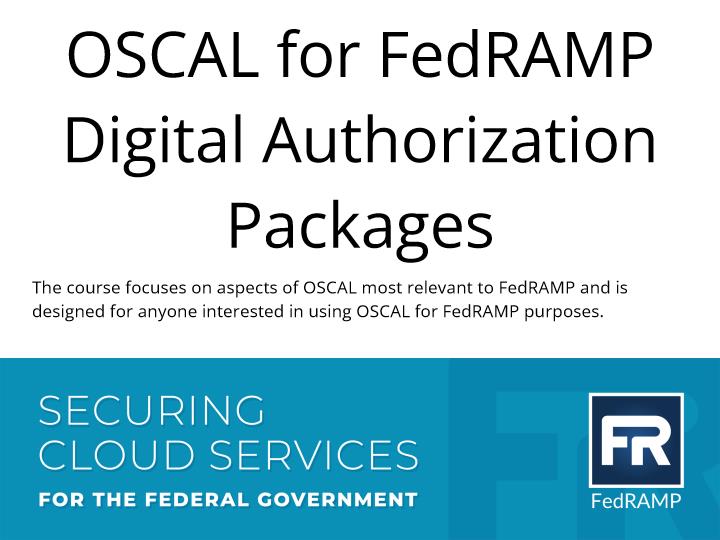 OSCAL for FedRAMP
Digital Authorization
Packages
The course focuses on aspects of OSCAL most relevant to FedRAMP and is
designed for anyone interested in using OSCAL for FedRAMP purposes.
SECURING
CLOUD SERVICES
FOR THE FEDERAL GOVERNMENT
FR
FedRAMP